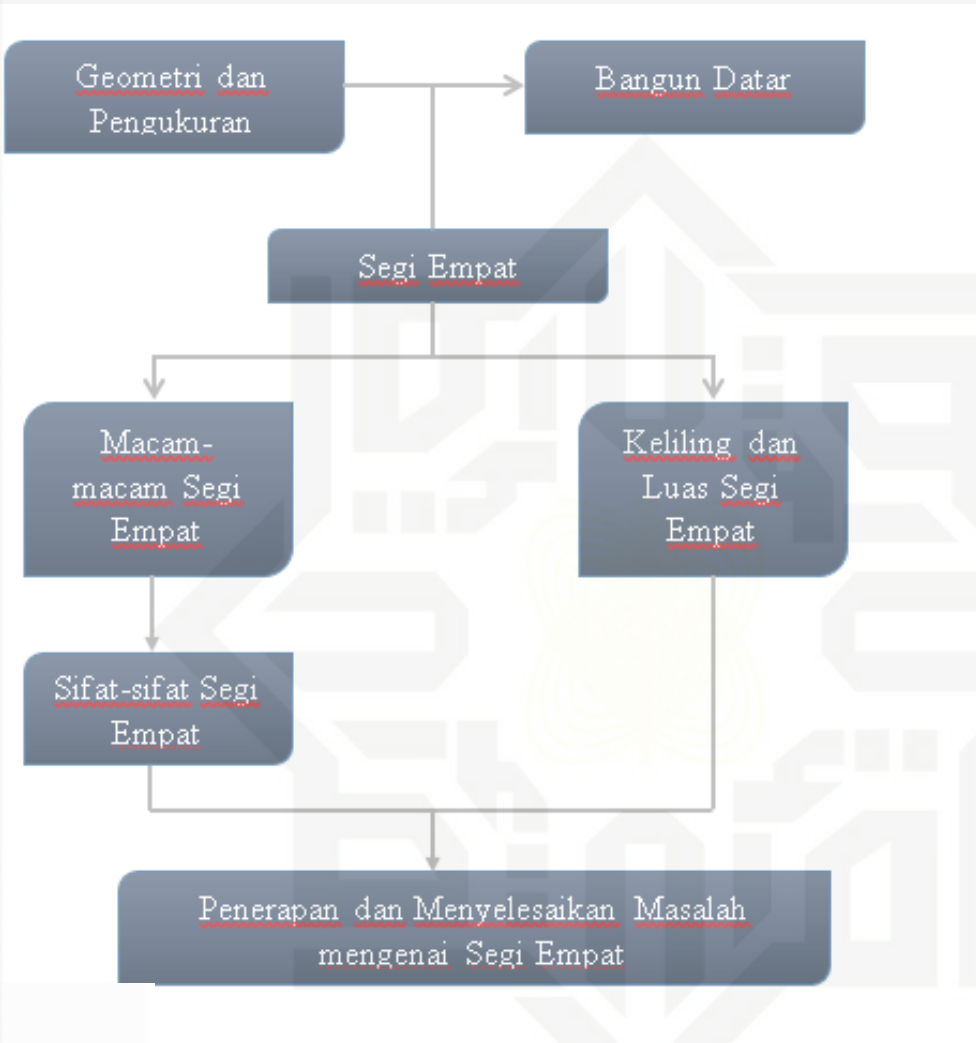 Geometri dan
Pengukuran
Bangun Datar
Segi Empat
Macam-
macam Segi
Empat
Keliling dan
Luas Segi
Empat
Sifat-sifat Segi
Empat
Penerapan dan Menyelesaikan Masalah
mengenai Segi Empat